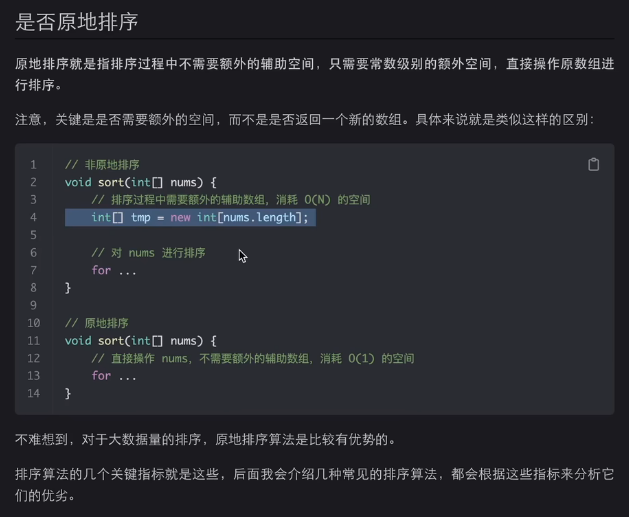 是否原地排序
原地排序就是指排序过程中不需要额外的辅助空间，只需要常数级别的额外空间，直接操作原数组进
行排序。
注意，关键是是否需要额外的空间，而不是是否返回一个新的数组。具体来说就是类似这样的区别：
1 // 非原地排序
2 void sort(int[] nums) {
3     // 排序过程中需要额外的辅助数组，消耗 O(N) 的空间
4     int[] tmp = new int[nums.length];
5
6     // 对 nums 进行排序
7     for ...
8 }
9
10 // 原地排序
11 void sort(int[] nums) {
12     // 直接操作 nums，不需要额外的辅助数组，消耗 O(1) 的空间
13     for ...
14 }
不难想到，对于大数据量的排序，原地排序算法是比较有优势的。
排序算法的几个关键指标就是这些，后面我会介绍几种常见的排序算法，都会根据这些指标来分析它
们的优劣。